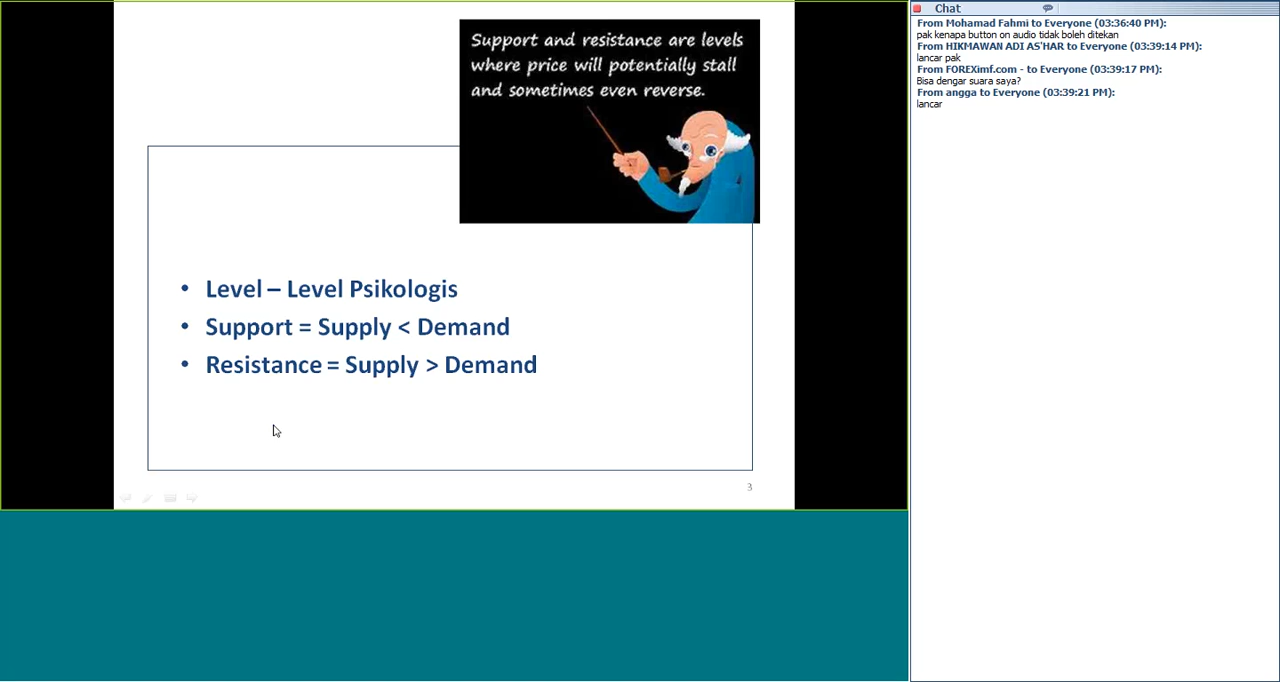 Support and resistance are levels
where price will potentially stall
and sometimes even reverse.
• Level – Level Psikologis
• Support = Supply < Demand
• Resistance = Supply > Demand
3
Chat
From Mohamad Fahmi to Everyone (03:36:40 PM):
pak kenapa button on audio tidak boleh ditekan
From HIKMAWAN ADI AS'HAR to Everyone (03:39:14 PM):
lancar pak
From FOREXimf.com - to Everyone (03:39:17 PM):
Bisa dengar suara saya?
From angga to Everyone (03:39:21 PM):
lancar